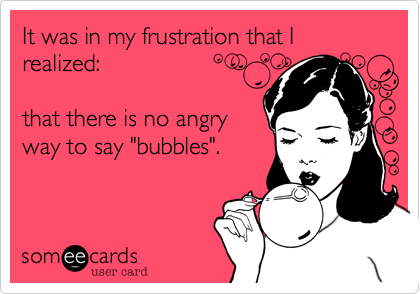 It was in my frustration that I
realized:
that there is no angry
way to say "bubbles".
someecards
user card